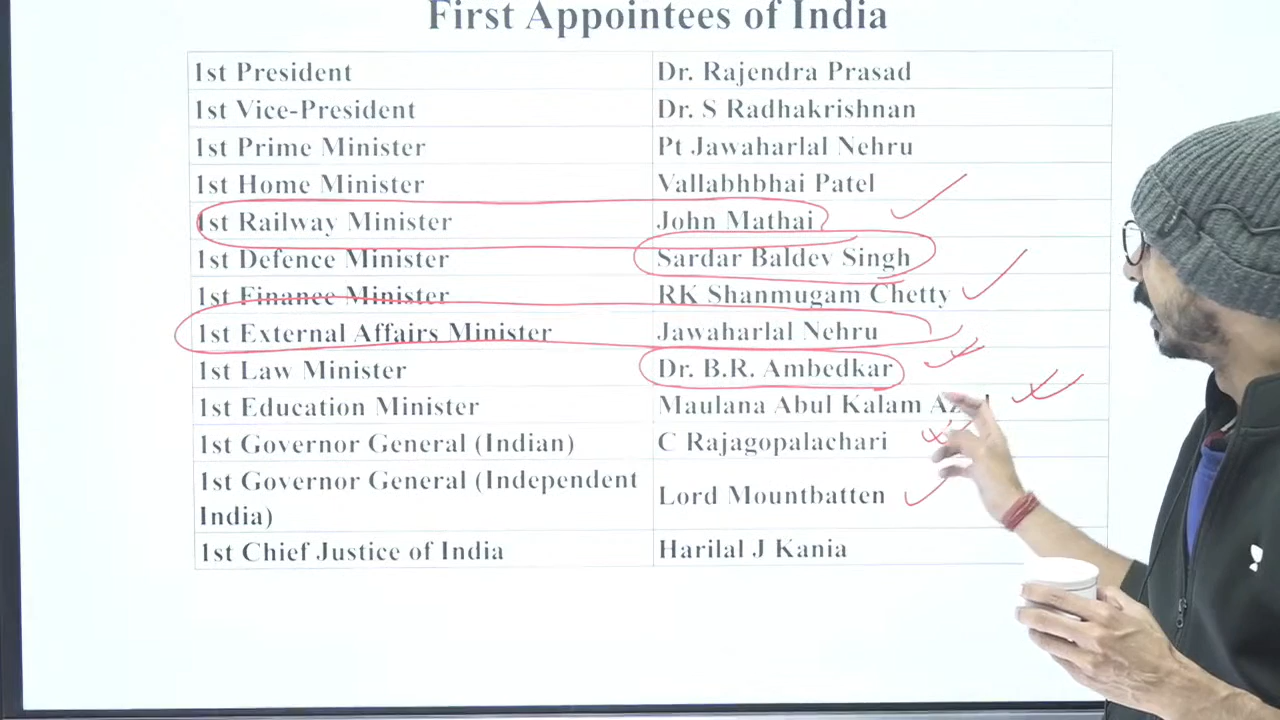 First Appointees of India
1st President Dr. Rajendra Prasad
1st Vice-President Dr. S Radhakrishnan
1st Prime Minister Pt Jawaharlal Nehru
1st Home Minister Vallabhbhai Patel
1st Railway Minister John Mathai
1st Defence Minister Sardar Baldev Singh
1st Finance Minister RK Shanmugam Chetty
1st External Affairs Minister Jawaharlal Nehru
1st Law Minister Dr. B.R. Ambedkar
1st Education Minister Maulana Abul Kalam
1st Governor General (Indian) C Rajagopalachari
1st Governor General (Independent
India) Lord Mountbatten
1st Chief Justice of India Harilal J Kania